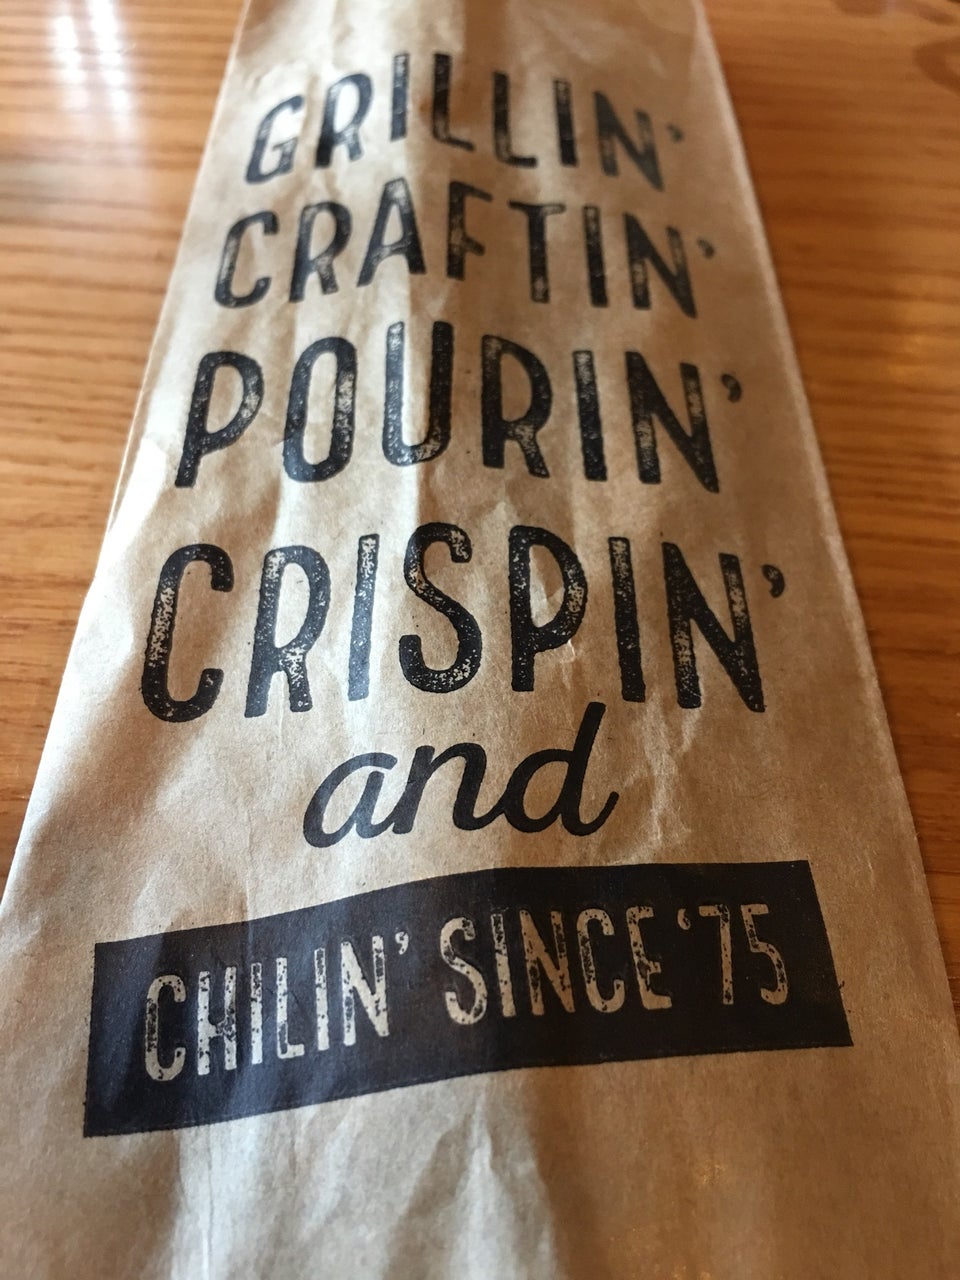 GRILLIN'
CRAFTIN'
POURIN'
CRISPIN'
and
CHILIN' SINCE '75